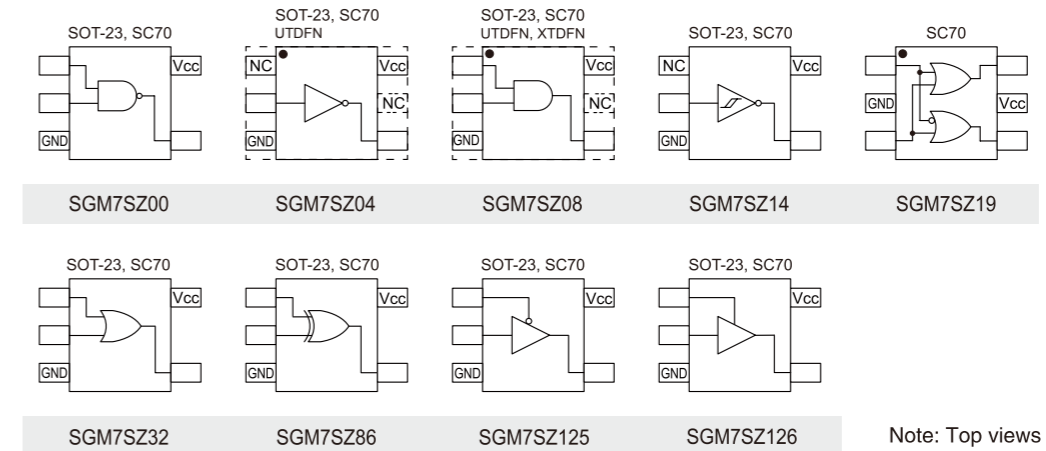 SOT-23, SC70
Vcc
GND
SGM7SZ00
SOT-23, SC70
UTDFN
NC
Vcc
NC
GND
SGM7SZ04
SOT-23, SC70
UTDFN, XTDFN
Vcc
NC
GND
SGM7SZ08
SOT-23, SC70
NC
Vcc
GND
SGM7SZ14
SC70
GND
Vcc
SGM7SZ19
SOT-23, SC70
Vcc
GND
SGM7SZ32
SOT-23, SC70
Vcc
GND
SGM7SZ86
SOT-23, SC70
Vcc
GND
SGM7SZ125
SOT-23, SC70
Vcc
GND
SGM7SZ126
Note: Top views